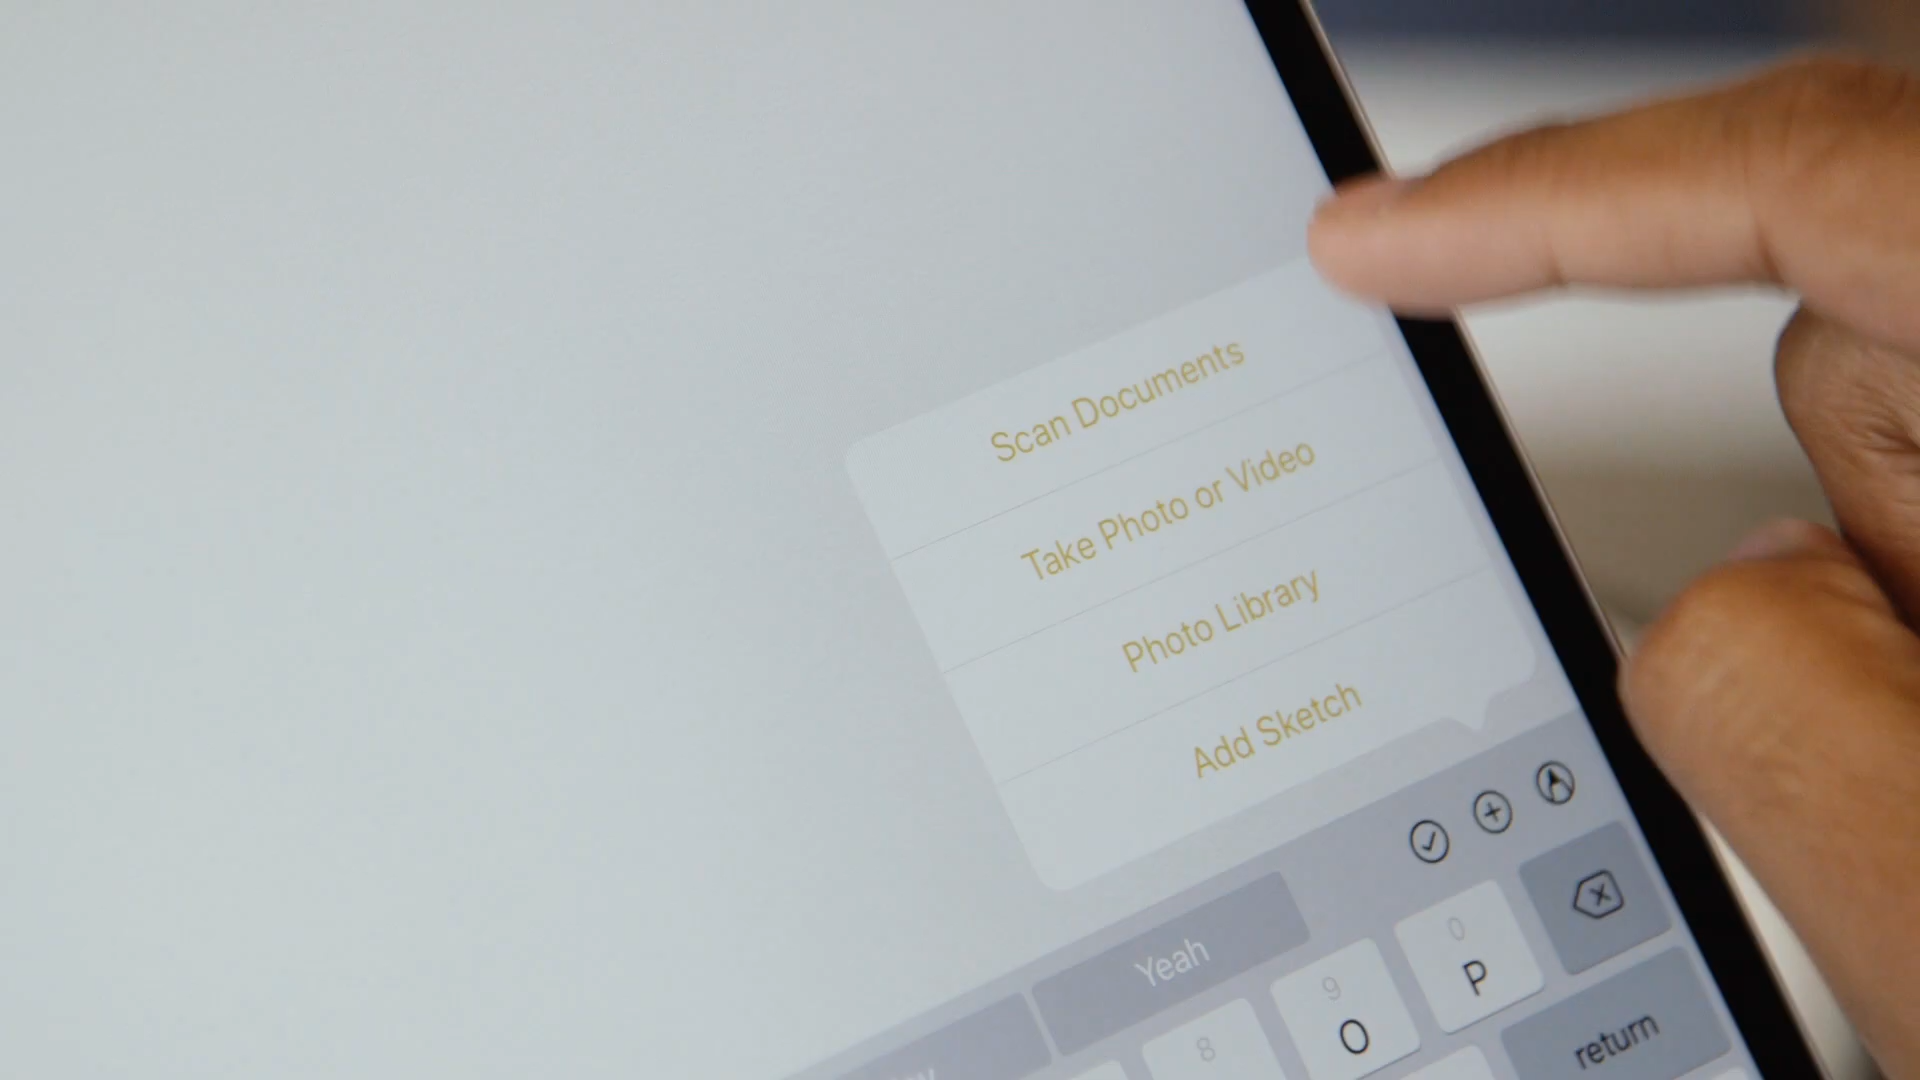 Scan Documents
Take Photo or Video
Photo Library
Add Sketch
Yeah
0
P
9
O
8
return